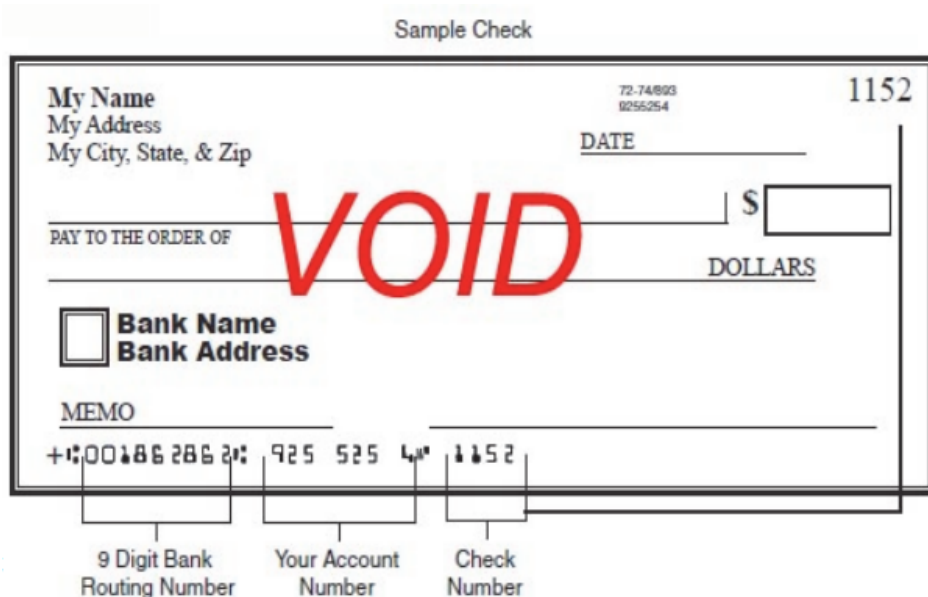 Sample Check
My Name
My Address
My City, State, & Zip
72-74/893
9255254
1152
DATE
$
PAY TO THE ORDER OF
VOID
DOLLARS
Bank Name
Bank Address
MEMO
+⑆001862862⑆ 925 525 4⑈ 1152
9 Digit Bank
Routing Number
Your Account
Number
Check
Number